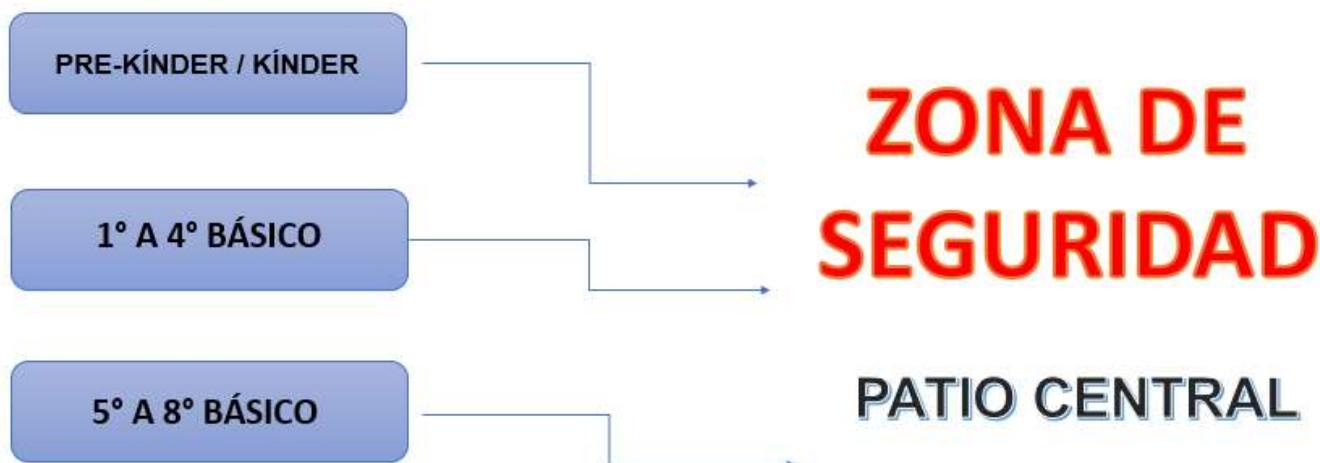 PRE-KÍNDER / KÍNDER
1° A 4° BÁSICO
5° A 8° BÁSICO
ZONA DE
SEGURIDAD
PATIO CENTRAL